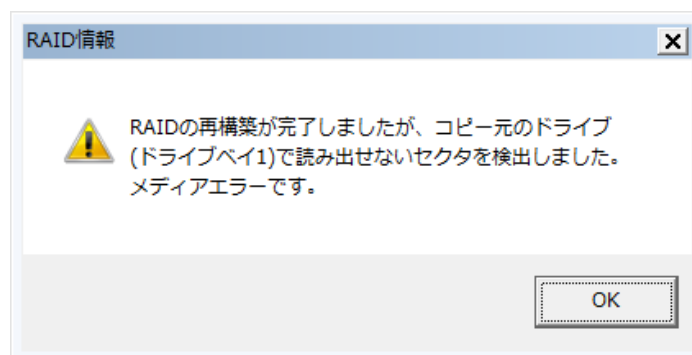 RAID情報
RAIDの再構築が完了しましたが、コピー元のドライブ
(ドライブベイ1)で読み出せないセクタを検出しました。
メディアエラーです。
OK